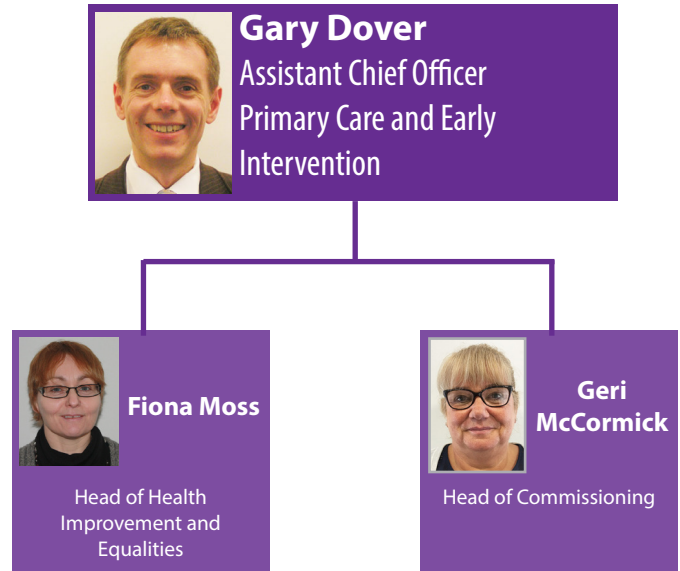 Gary Dover
Assistant Chief Officer
Primary Care and Early
Intervention
Fiona Moss
Head of Health
Improvement and
Equalities
Geri
McCormick
Head of Commissioning